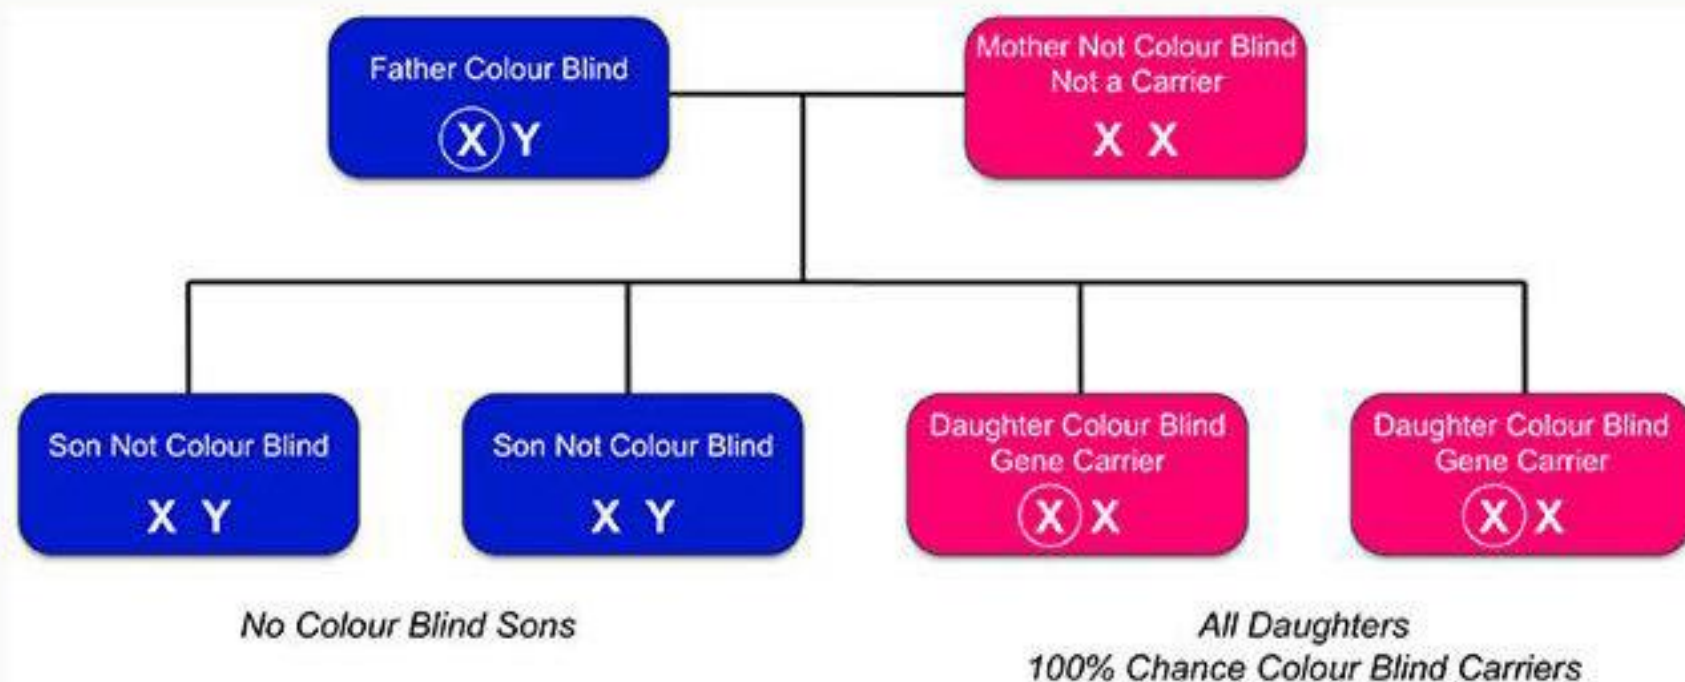 Father Colour Blind
X Y
Mother Not Colour Blind
Not a Carrier
X X
Son Not Colour Blind
X Y
Son Not Colour Blind
X Y
Daughter Colour Blind
Gene Carrier
X X
Daughter Colour Blind
Gene Carrier
X X
No Colour Blind Sons
All Daughters
100% Chance Colour Blind Carriers